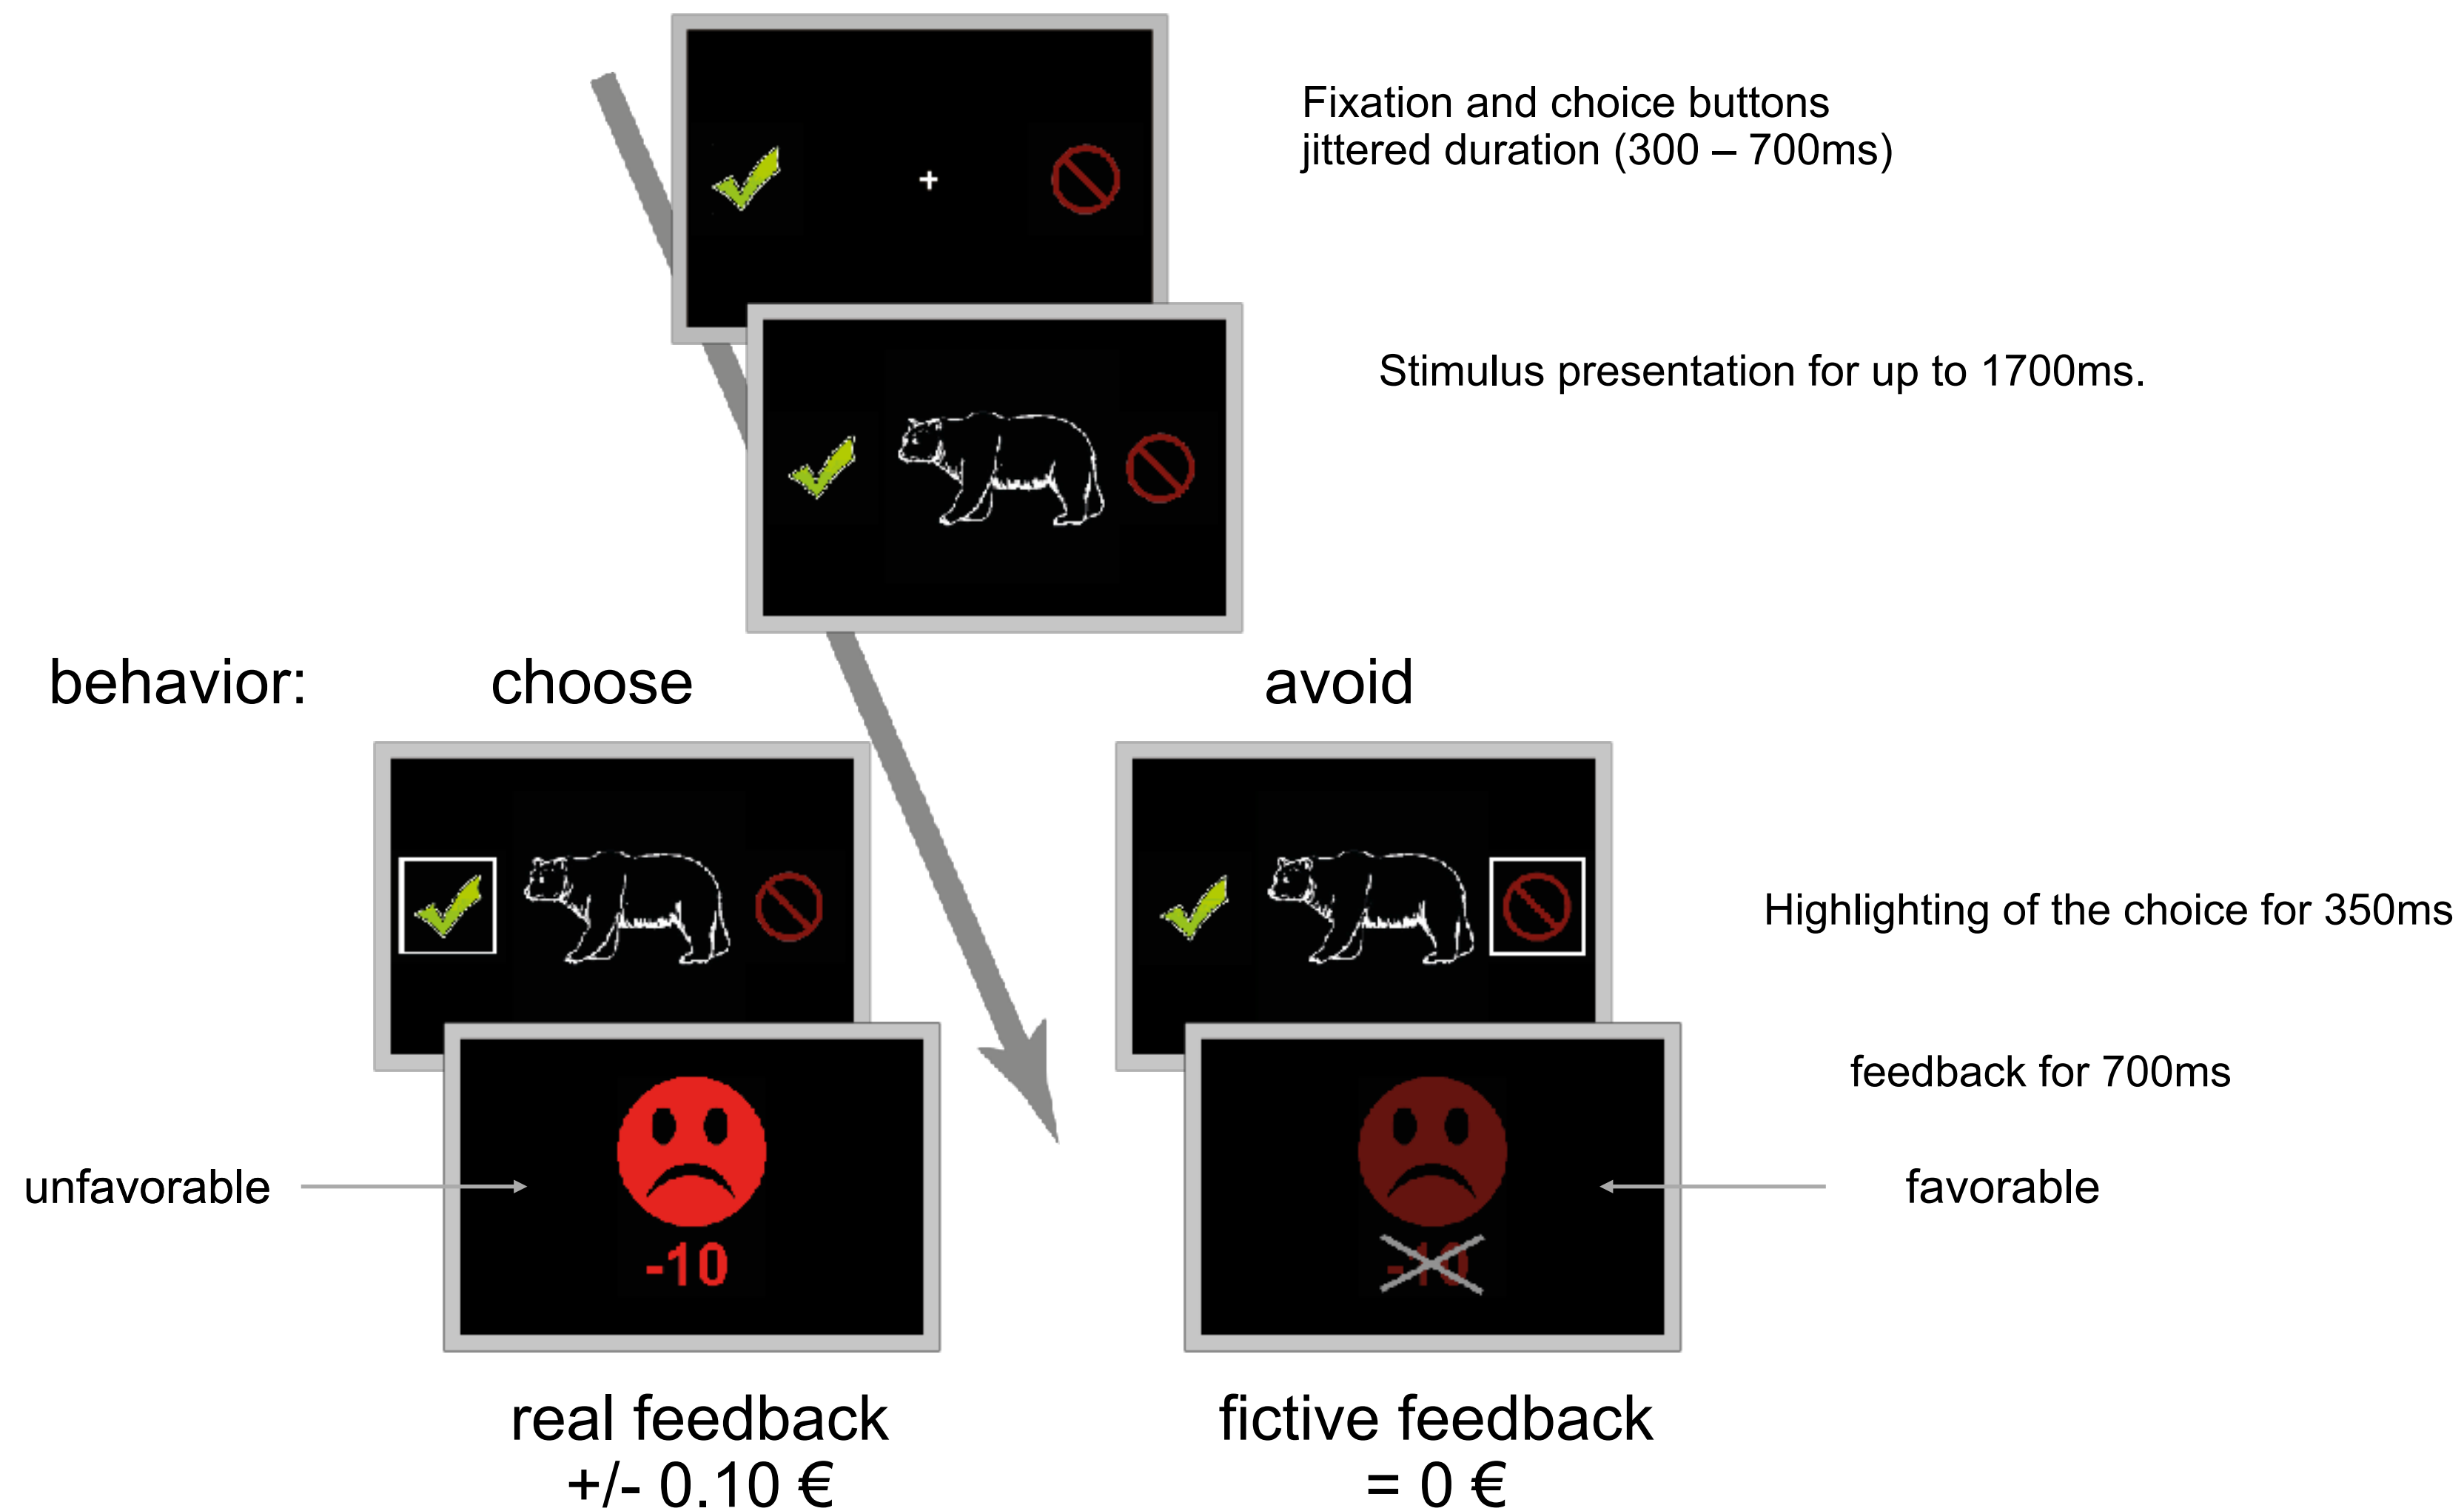 Fixation and choice buttons
jittered duration (300 – 700ms)
Stimulus presentation for up to 1700ms.
behavior:
choose
avoid
Highlighting of the choice for 350ms
feedback for 700ms
unfavorable
favorable
-10
-10
real feedback
+/- 0.10 €
fictive feedback
= 0 €